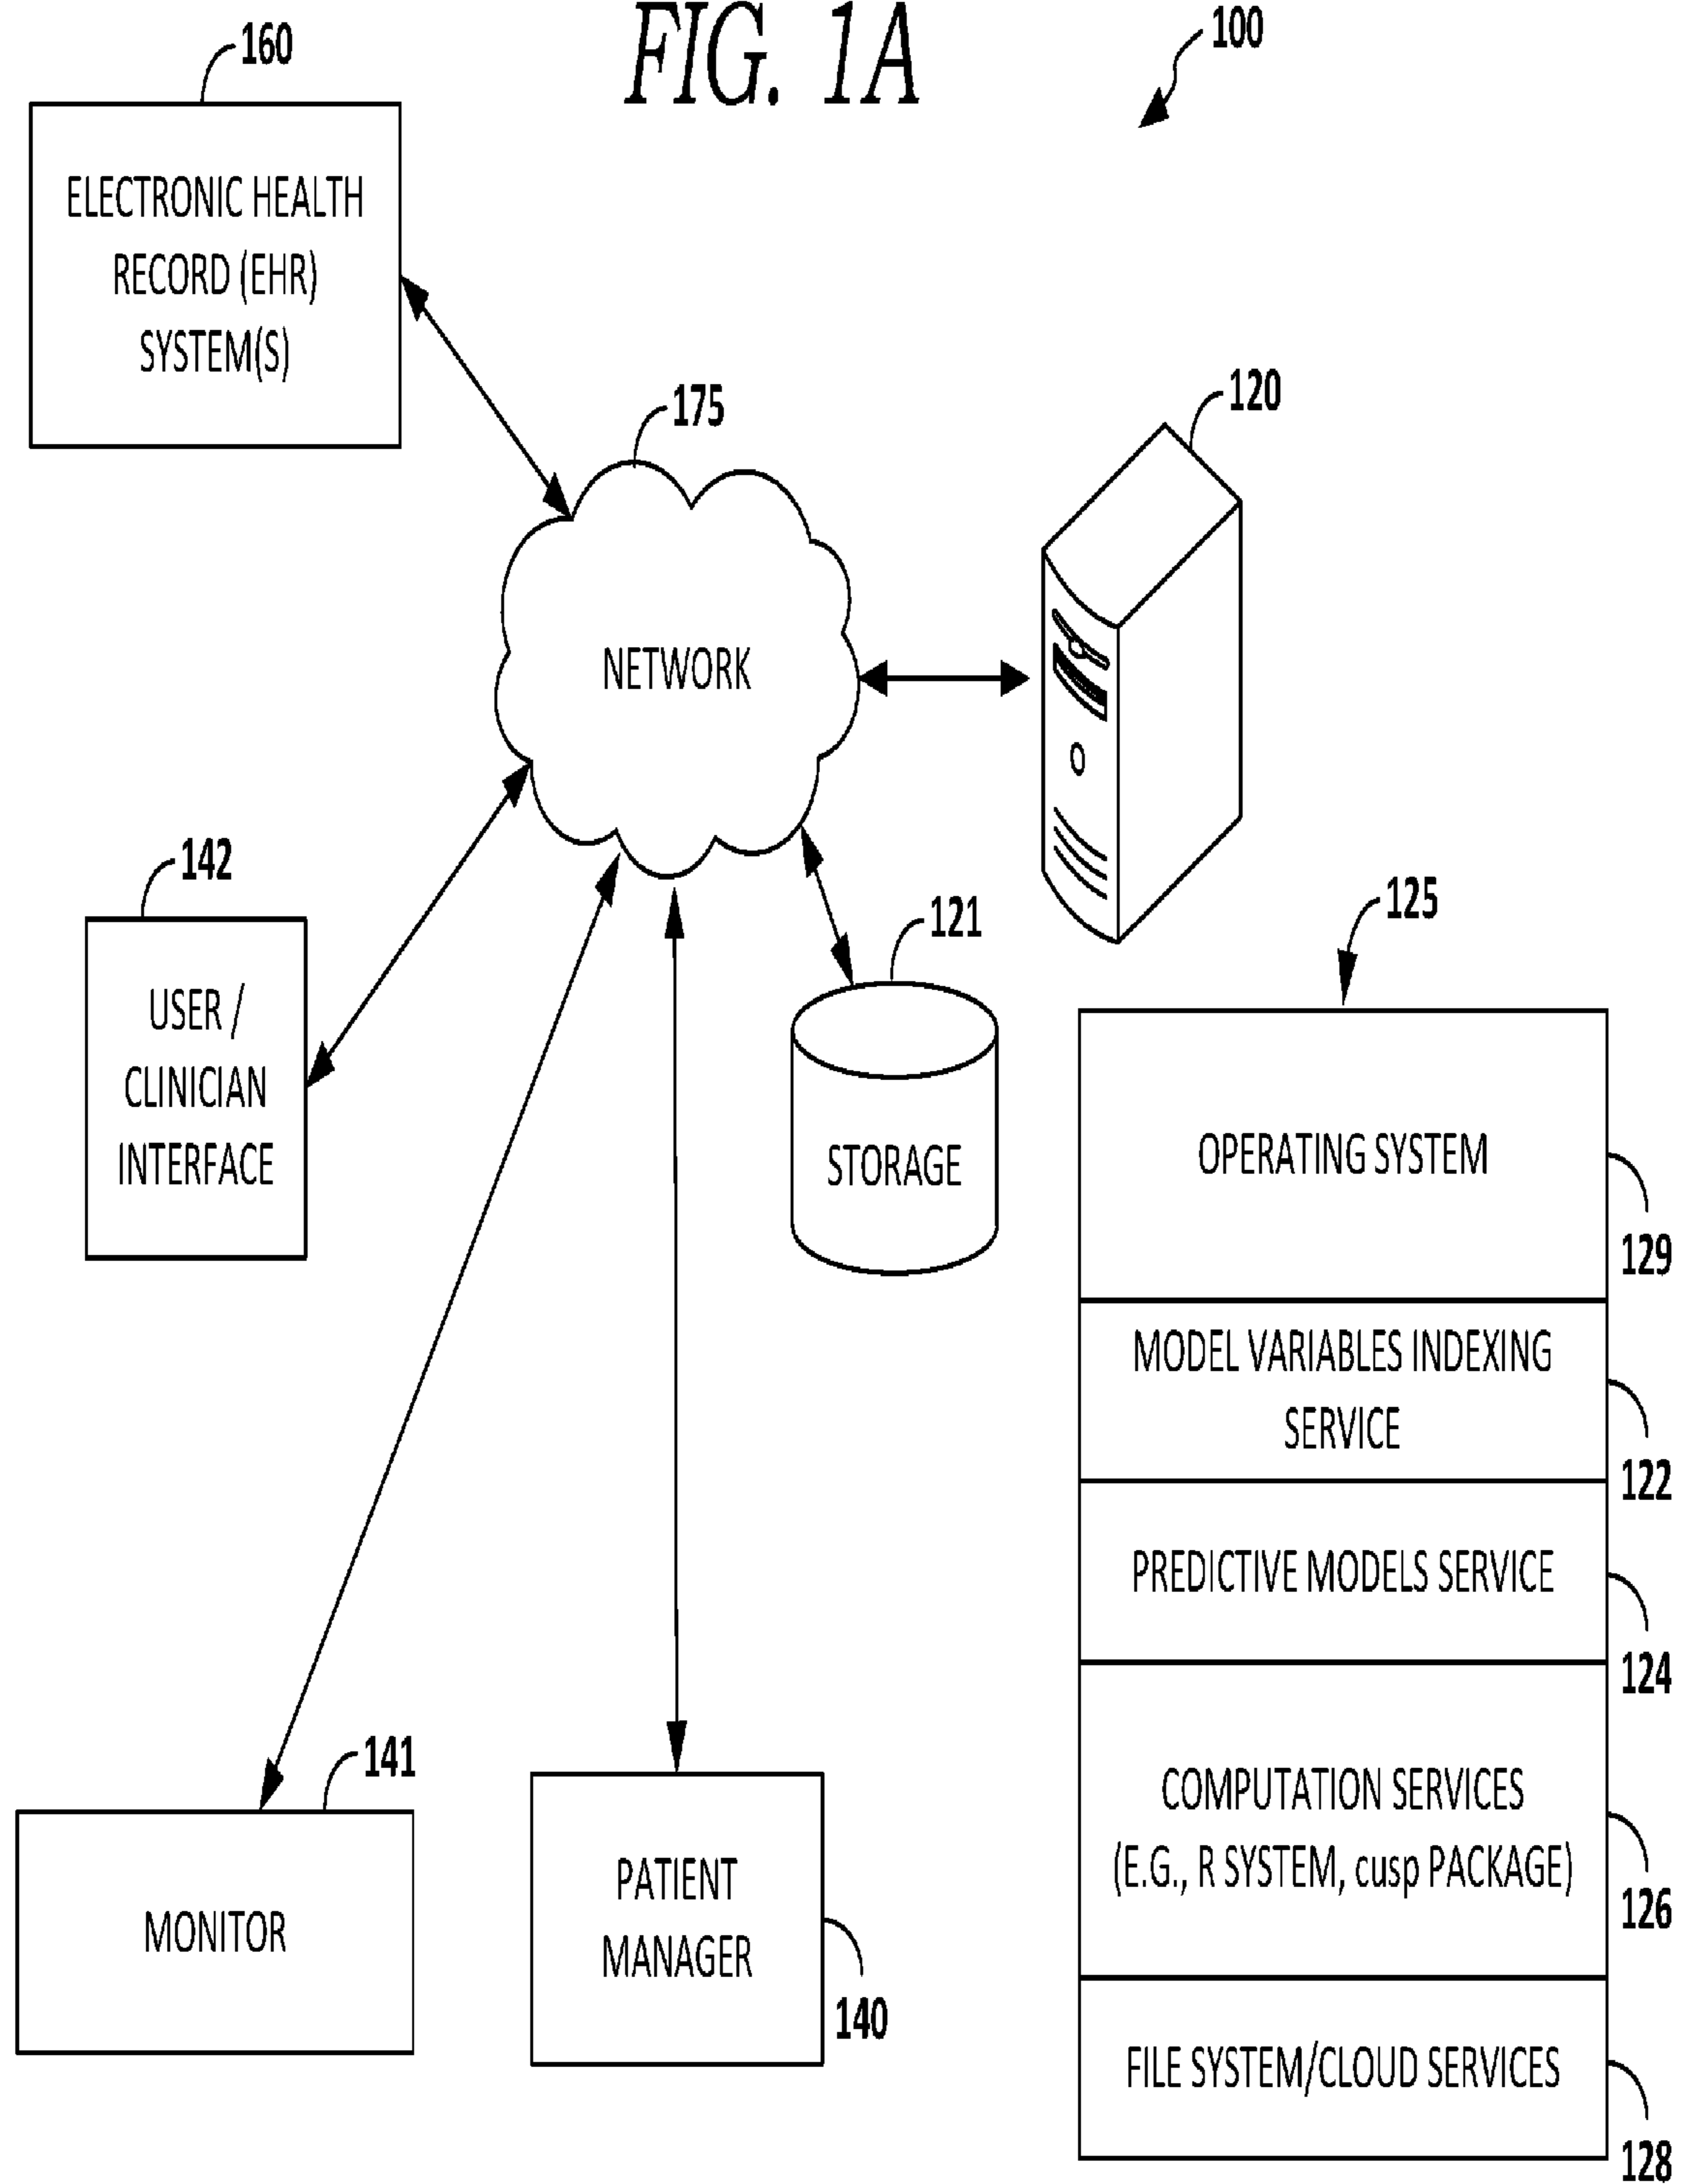 FIG. 1A
100
160
ELECTRONIC HEALTH
RECORD (EHR)
SYSTEM(S)
175
NETWORK
120
142
USER /
CLINICIAN
INTERFACE
121
STORAGE
125
OPERATING SYSTEM
129
MODEL VARIABLES INDEXING
SERVICE
122
PREDICTIVE MODELS SERVICE
124
COMPUTATION SERVICES
(E.G., R SYSTEM, cusp PACKAGE)
126
FILE SYSTEM/CLOUD SERVICES
128
141
MONITOR
PATIENT
MANAGER
140